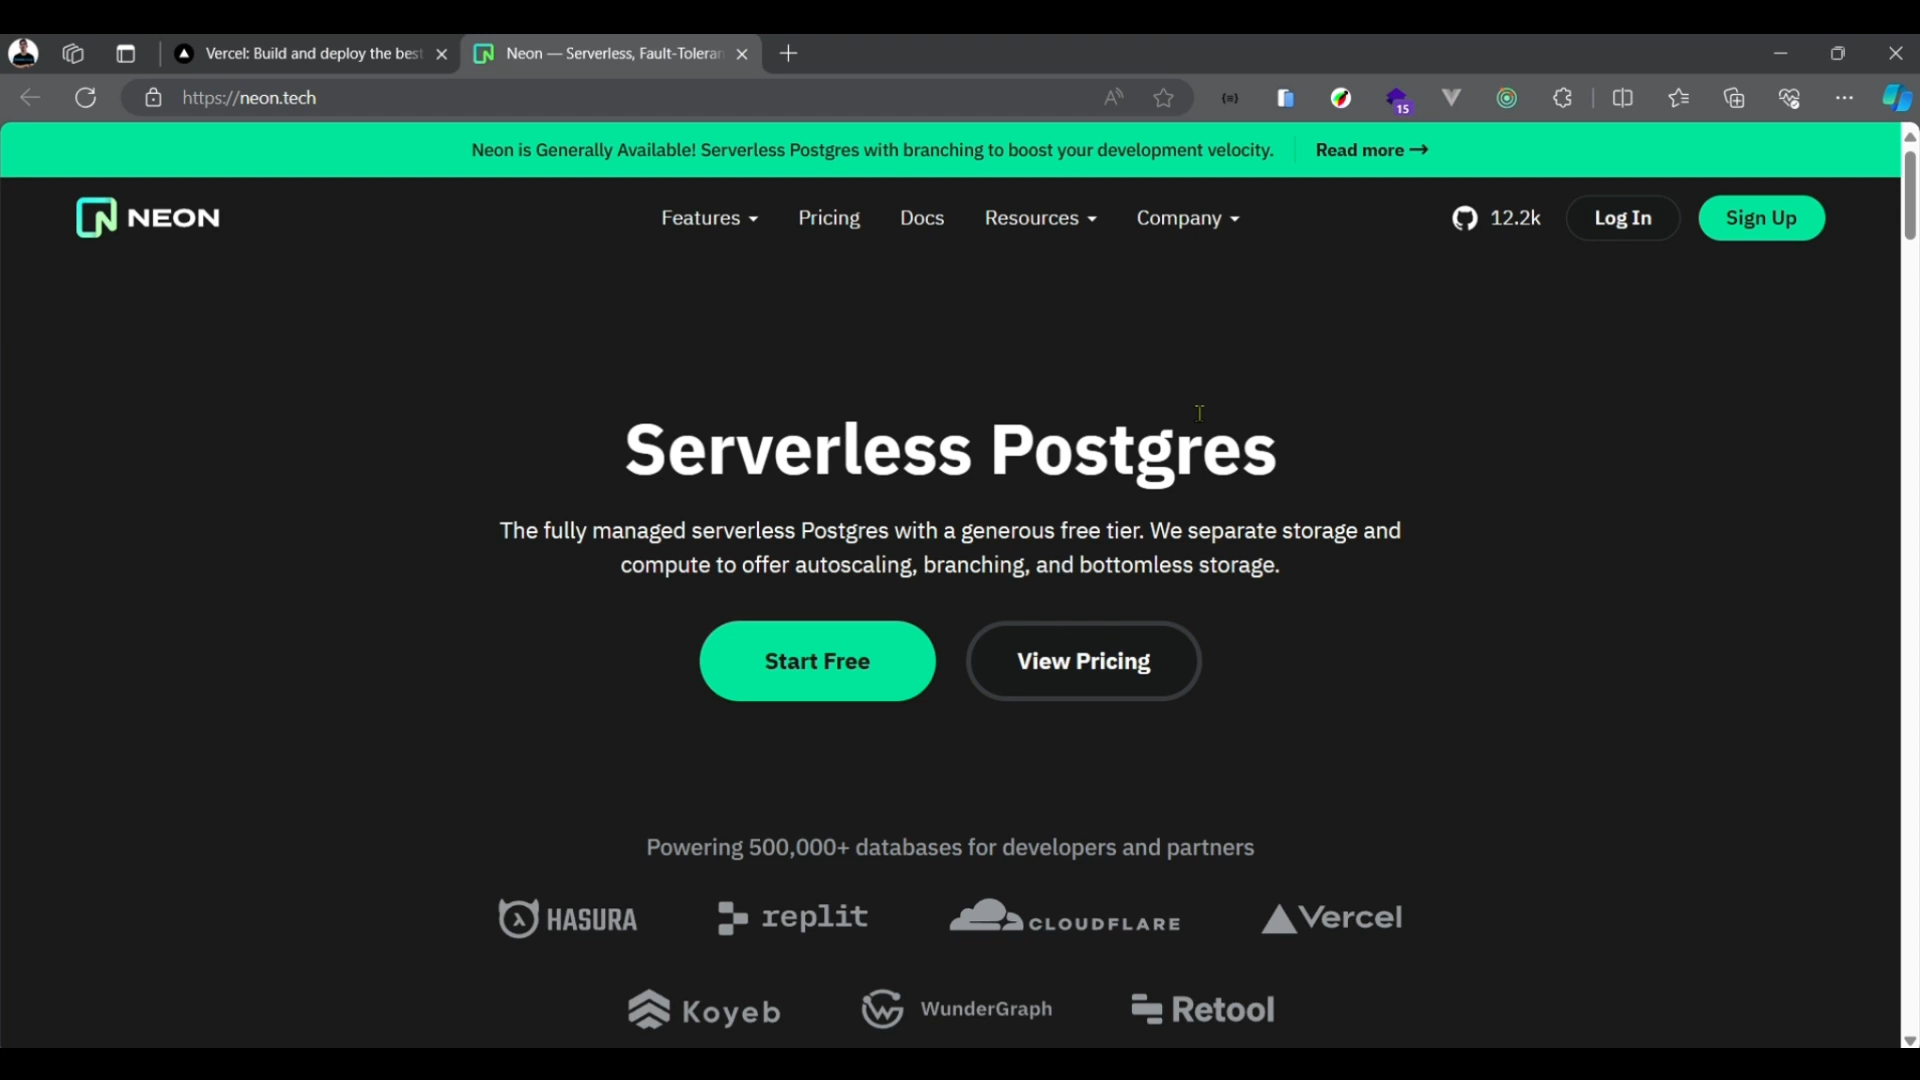 Vercel: Build and deploy the best
Neon — Serverless, Fault-Toleran
https://neon.tech
15
Neon is Generally Available! Serverless Postgres with branching to boost your development velocity.
Read more →
NEON
Features
Pricing
Docs
Resources
Company
12.2k
Log In
Sign Up
Serverless Postgres
The fully managed serverless Postgres with a generous free tier. We separate storage and
compute to offer autoscaling, branching, and bottomless storage.
Start Free
View Pricing
Powering 500,000+ databases for developers and partners
HASURA
replit
CLOUDFLARE
Vercel
Koyeb
WunderGraph
Retool